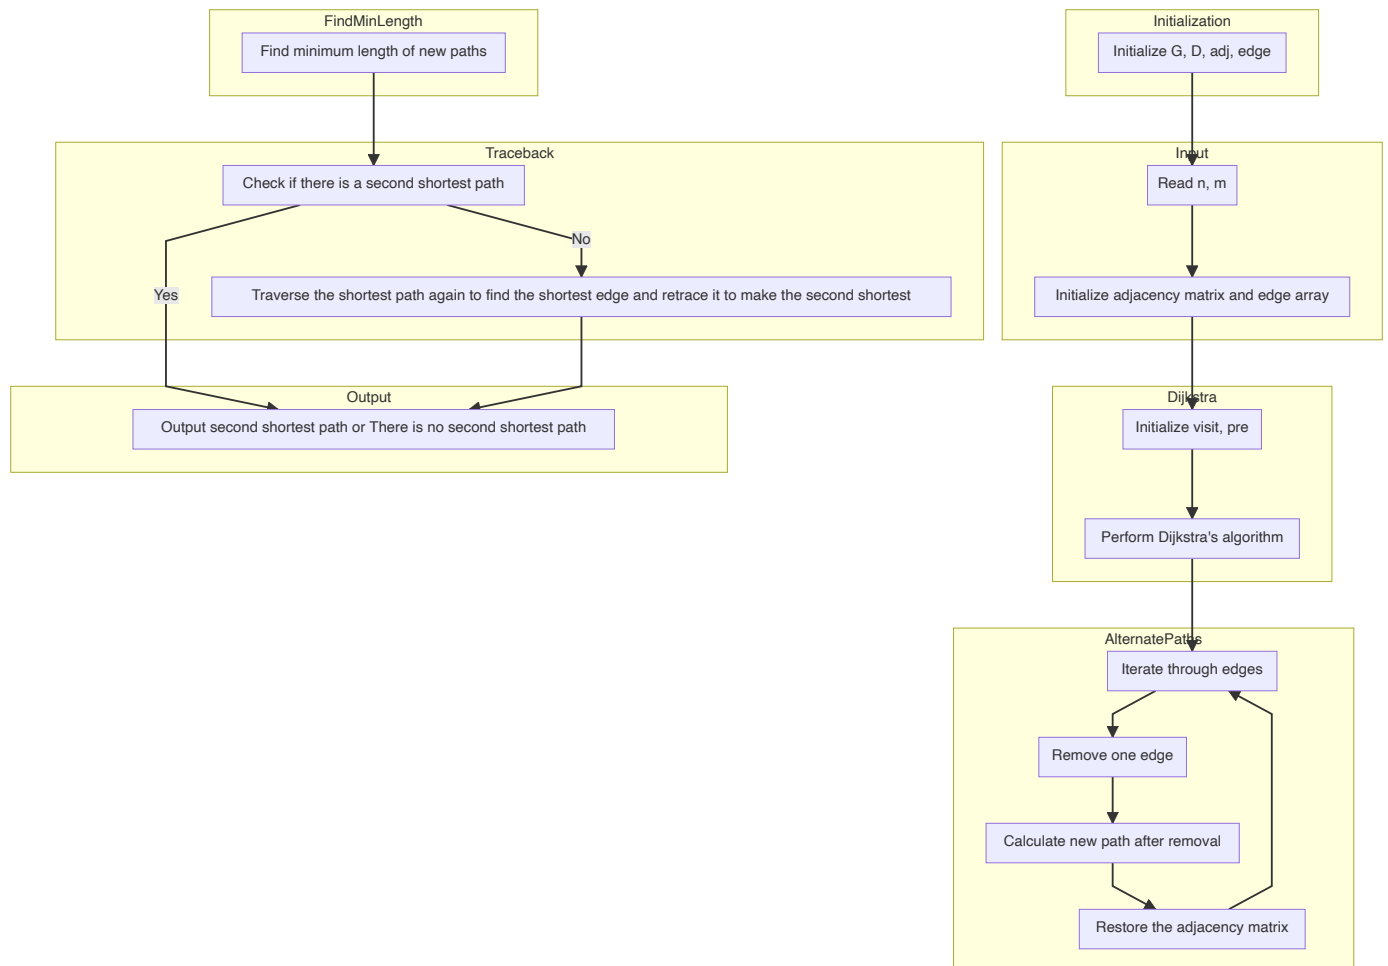 FindMinLength
Find minimum length of new paths
Traceback
Check if there is a second shortest path
No
Yes
Traverse the shortest path again to find the shortest edge and retrace it to make the second shortest
Output
Output second shortest path or There is no second shortest path
Initialization
Initialize G, D, adj, edge
Input
Read n, m
Initialize adjacency matrix and edge array
Dijkstra
Initialize visit, pre
Perform Dijkstra's algorithm
AlternatePaths
Iterate through edges
Remove one edge
Calculate new path after removal
Restore the adjacency matrix